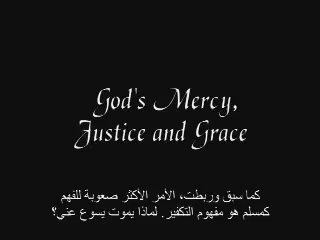 God's Mercy,
Justice and Grace
كما سبق وربطت، الأمر الأكثر صعوبة للفهم
كمسلم هو مفهوم التكفير. لماذا يموت يسوع عني؟